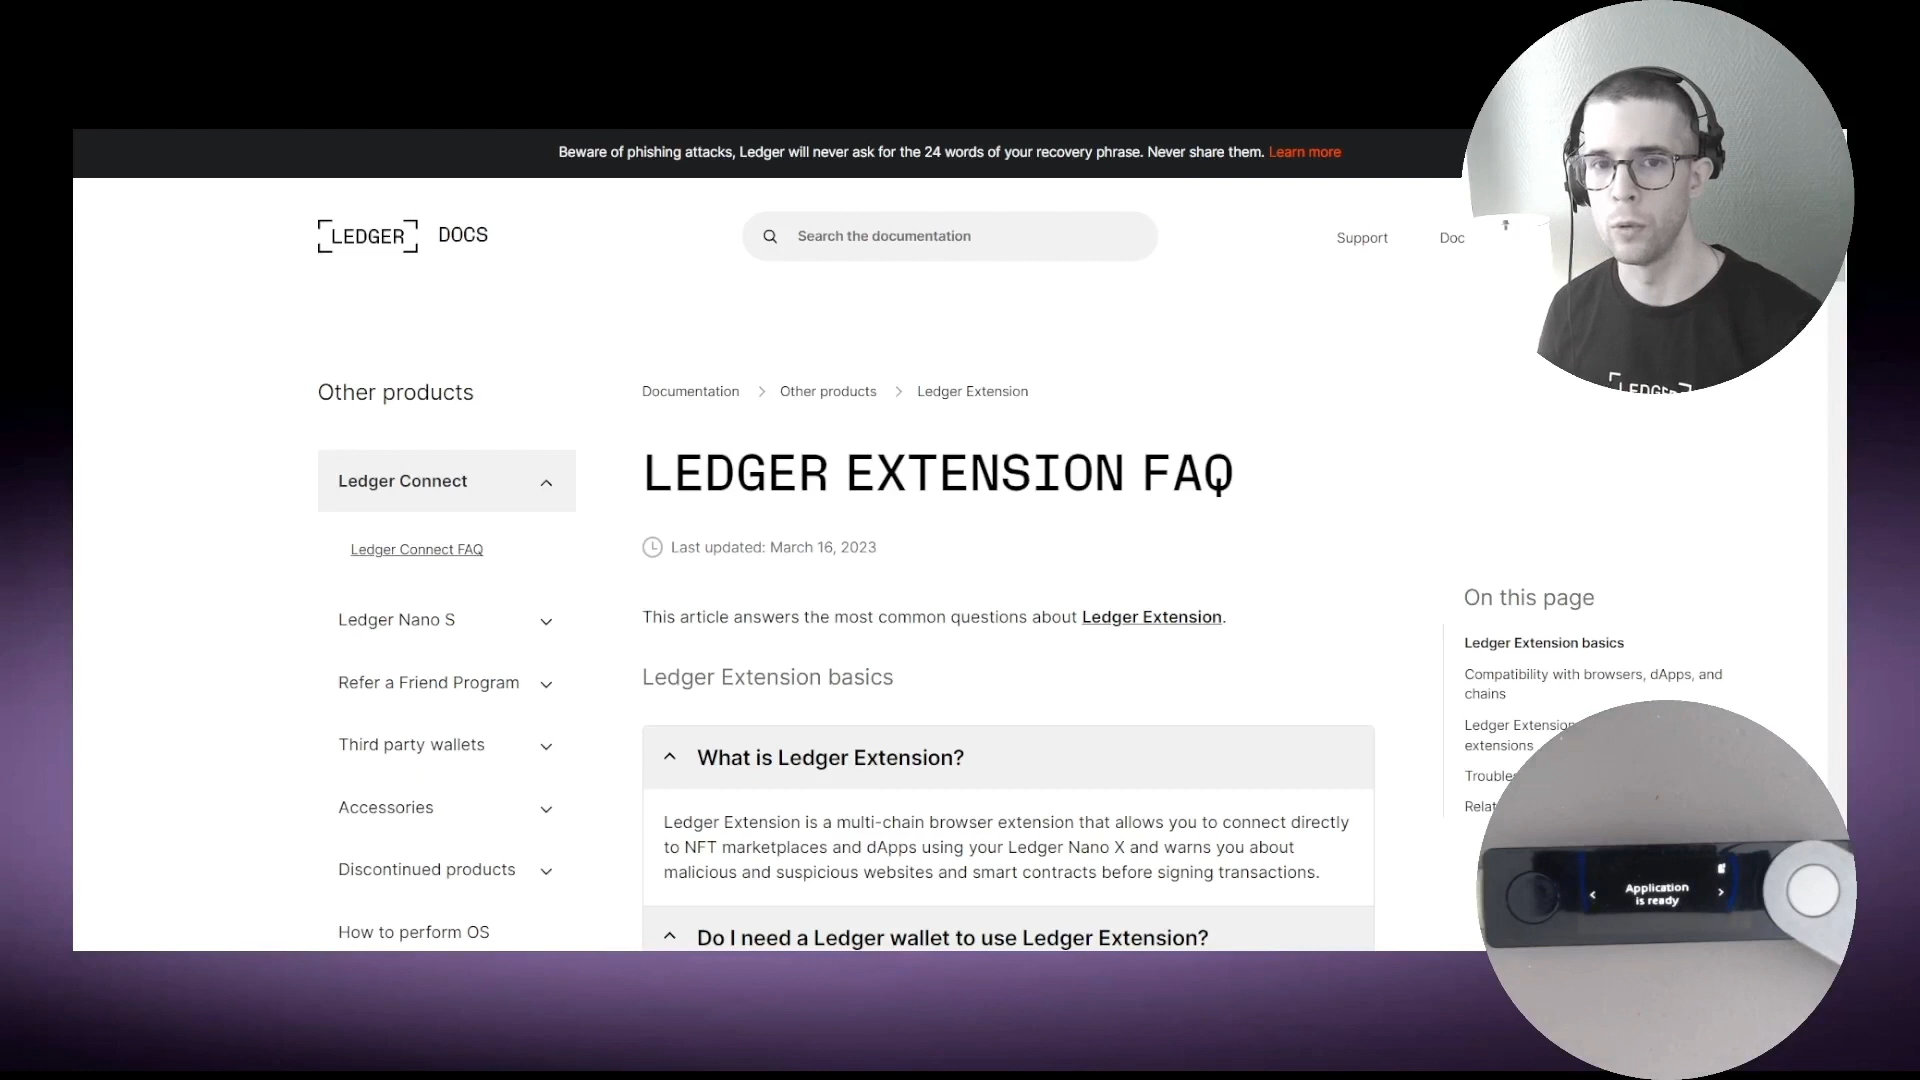 Beware of phishing attacks, Ledger will never ask for the 24 words of your recovery phrase. Never share them. Learn more
LEDGER DOCS
Search the documentation
Support
Doc
Other products
Documentation > Other products > Ledger Extension
LEDGER EXTENSION FAQ
Last updated: March 16, 2023
This article answers the most common questions about Ledger Extension.
Ledger Extension basics
What is Ledger Extension?
Ledger Extension is a multi-chain browser extension that allows you to connect directly
to NFT marketplaces and dApps using your Ledger Nano X and warns you about
malicious and suspicious websites and smart contracts before signing transactions.
Do I need a Ledger wallet to use Ledger Extension?
Ledger Connect
Ledger Connect FAQ
Ledger Nano S
Refer a Friend Program
Third party wallets
Accessories
Discontinued products
How to perform OS
On this page
Ledger Extension basics
Compatibility with browsers, dApps, and
chains
Ledger Extension
extensions
Trouble
Relat
LEDGER
Application
is ready